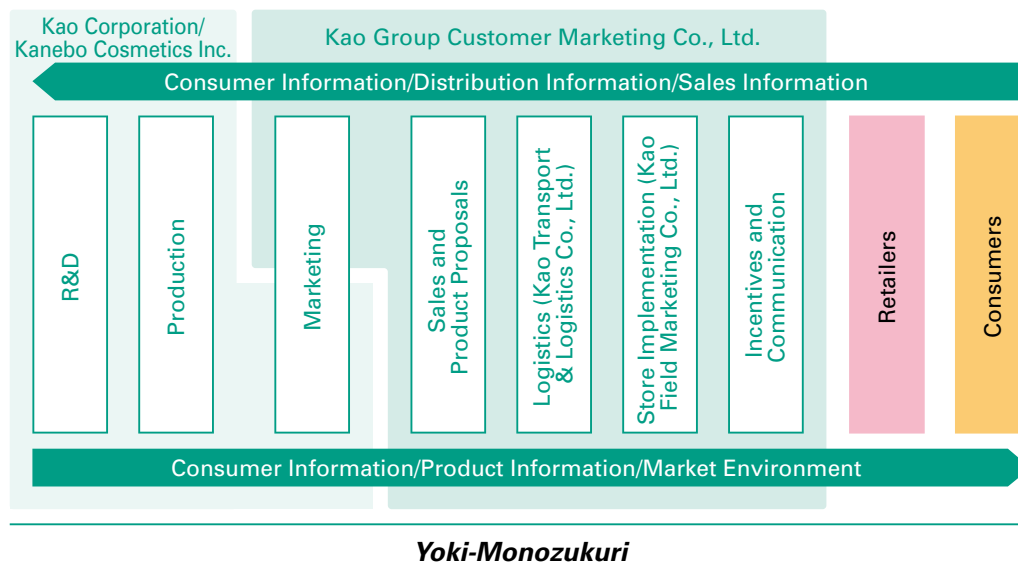 Kao Corporation/
Kanebo Cosmetics Inc.
Kao Group Customer Marketing Co., Ltd.
Consumer Information/Distribution Information/Sales Information
R&D
Production
Marketing
Sales and
Product Proposals
Logistics (Kao Transport
& Logistics Co., Ltd.)
Store Implementation (Kao
Field Marketing Co., Ltd.)
Incentives and
Communication
Retailers
Consumers
Consumer Information/Product Information/Market Environment
Yoki-Monozukuri